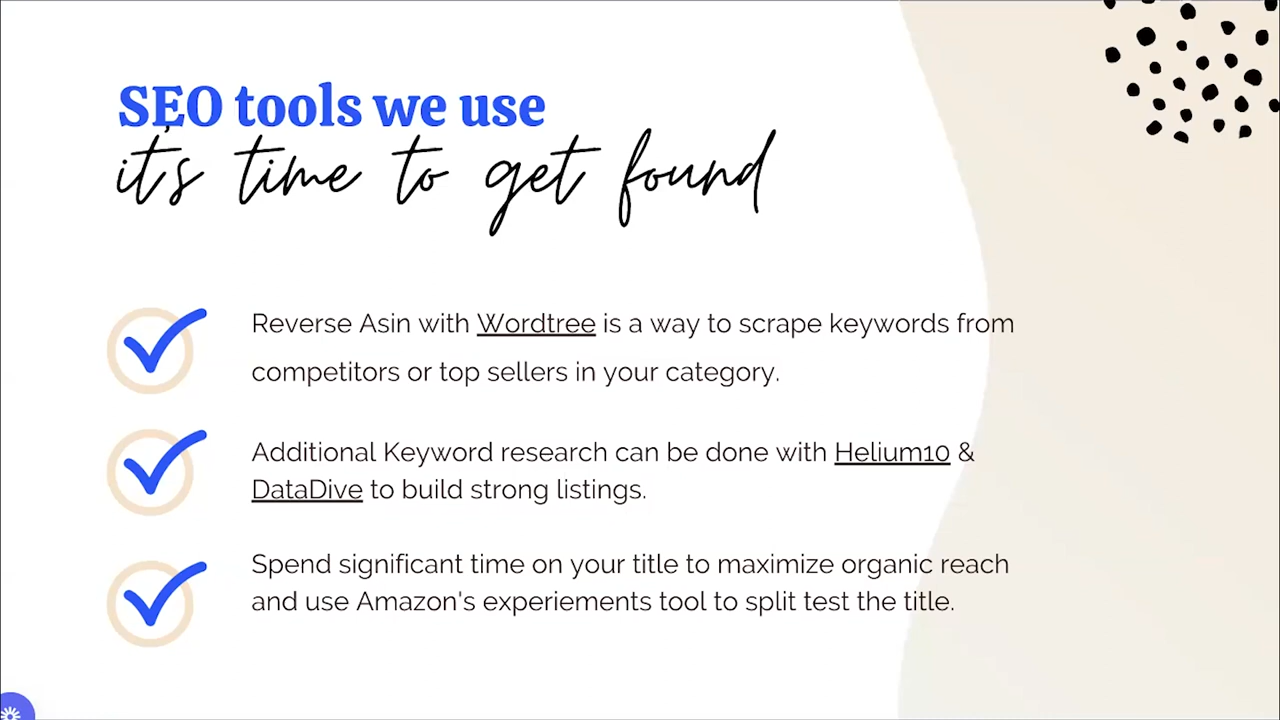 SEO tools we use
it's time to get found
Reverse Asin with Wordtree is a way to scrape keywords from
competitors or top sellers in your category.
Additional Keyword research can be done with Helium10 &
DataDive to build strong listings.
Spend significant time on your title to maximize organic reach
and use Amazon's experiements tool to split test the title.